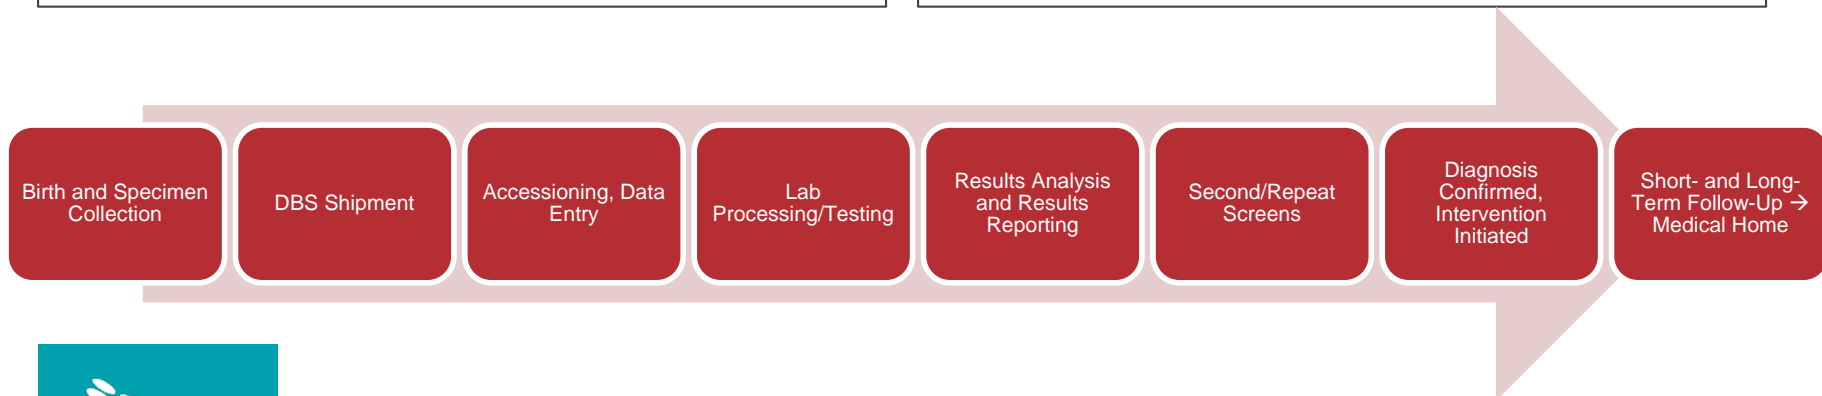 Birth and Specimen
Collection
DBS Shipment
Accessioning, Data
Entry
Lab
Processing/Testing
Results Analysis
and Results
Reporting
Second/Repeat
Screens
Diagnosis
Confirmed,
Intervention
Initiated
Short- and Long-
Term Follow-Up →
Medical Home